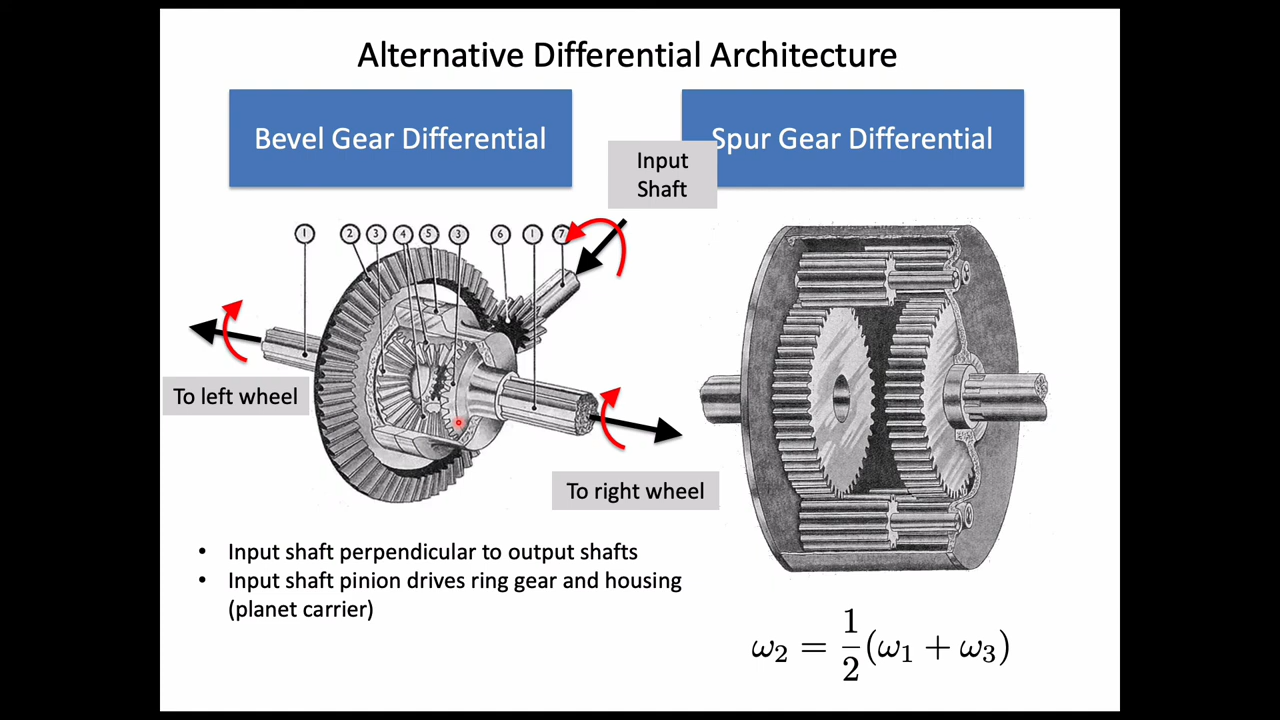 Alternative Differential Architecture
Bevel Gear Differential
Spur Gear Differential
Input
Shaft
1 2 3 4 5 3 6 1 7
To left wheel
To right wheel
• Input shaft perpendicular to output shafts
• Input shaft pinion drives ring gear and housing
(planet carrier)
ω₂ = 1/2(ω₁ + ω₃)